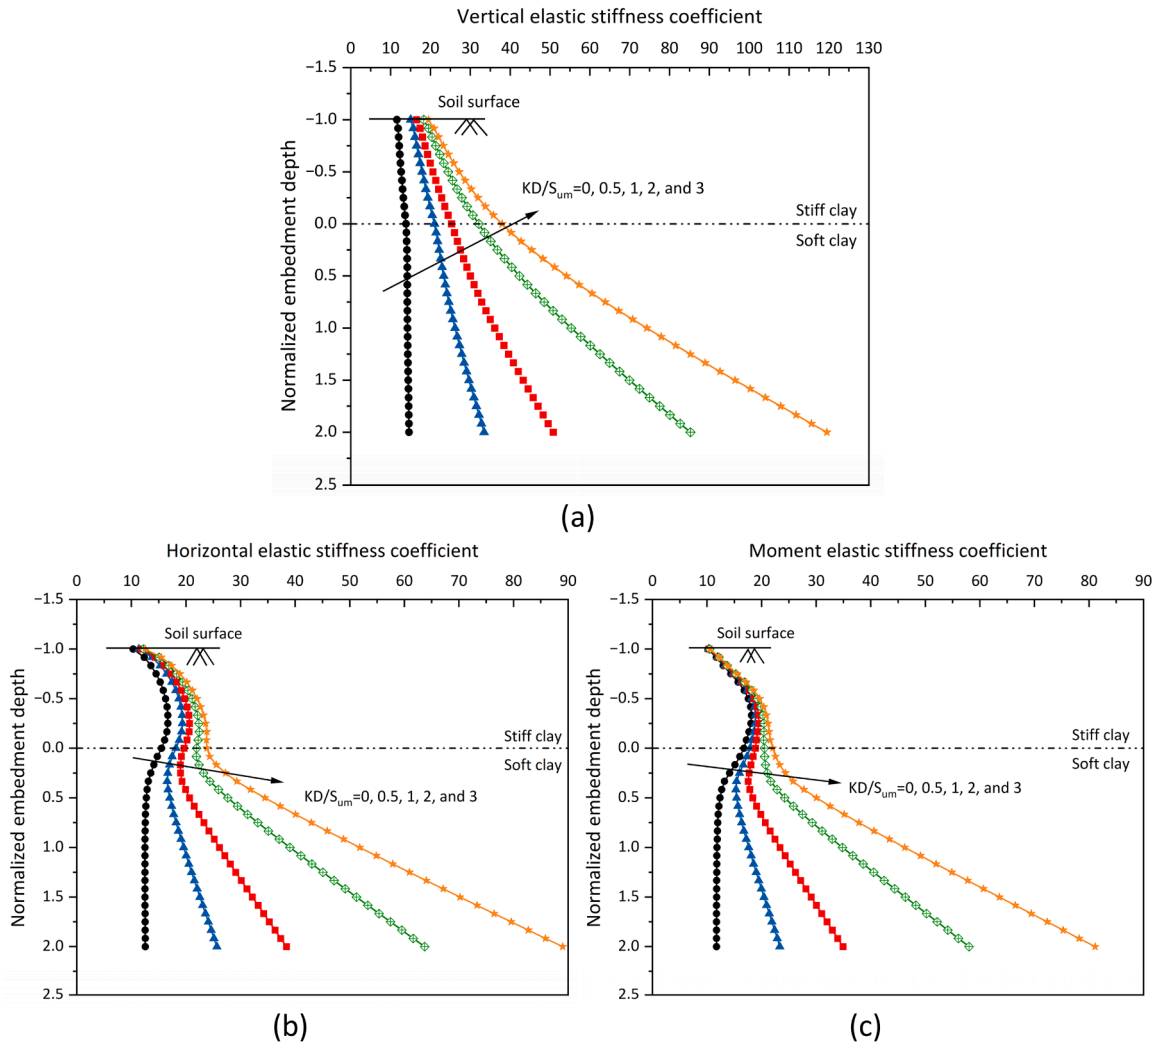 Vertical elastic stiffness coefficient
0 10 20 30 40 50 60 70 80 90 100 110 120 130
−1.5
Soil surface
−1.0
−0.5
KD/Sum=0, 0.5, 1, 2, and 3
Stiff clay
0.0
Soft clay
0.5
1.0
1.5
2.0
2.5
Normalized embedment depth
(a)
Horizontal elastic stiffness coefficient
0 10 20 30 40 50 60 70 80 90
−1.5
Soil surface
−1.0
−0.5
Stiff clay
0.0
Soft clay
KD/Sum=0, 0.5, 1, 2, and 3
0.5
1.0
1.5
2.0
2.5
Normalized embedment depth
(b)
Moment elastic stiffness coefficient
0 10 20 30 40 50 60 70 80 90
−1.5
Soil surface
−1.0
−0.5
Stiff clay
0.0
Soft clay
KD/Sum=0, 0.5, 1, 2, and 3
0.5
1.0
1.5
2.0
2.5
Normalized embedment depth
(c)